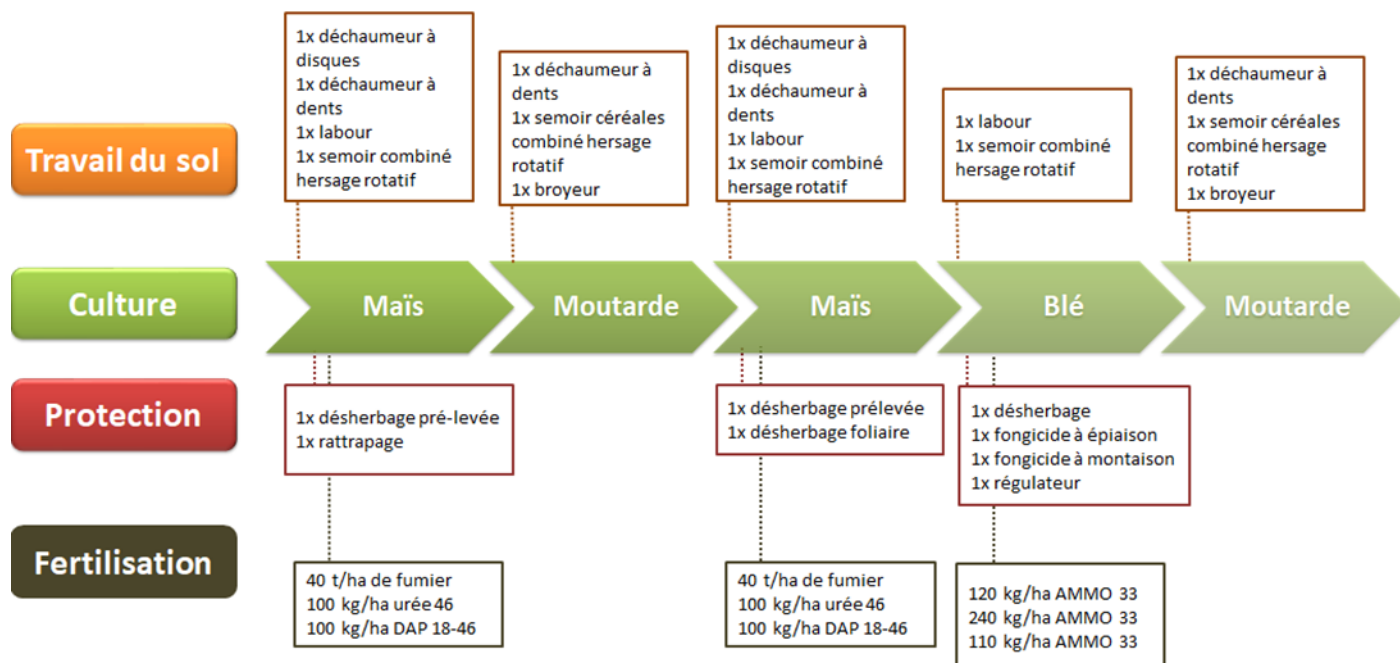 Travail du sol
1x déchaumeur à
disques
1x déchaumeur à
dents
1x labour
1x semoir combiné
hersage rotatif
1x déchaumeur à
dents
1x semoir céréales
combiné hersage
rotatif
1x broyeur
1x déchaumeur à
disques
1x déchaumeur à
dents
1x labour
1x semoir combiné
hersage rotatif
1x labour
1x semoir combiné
hersage rotatif
1x déchaumeur à
dents
1x semoir céréales
combiné hersage
rotatif
1x broyeur
Culture
Maïs
Moutarde
Maïs
Blé
Moutarde
Protection
1x désherbage pré-levée
1x rattrapage
1x désherbage prélevée
1x désherbage foliaire
1x désherbage
1x fongicide à épiaison
1x fongicide à montaison
1x régulateur
Fertilisation
40 t/ha de fumier
100 kg/ha urée 46
100 kg/ha DAP 18-46
40 t/ha de fumier
100 kg/ha urée 46
100 kg/ha DAP 18-46
120 kg/ha AMMO 33
240 kg/ha AMMO 33
110 kg/ha AMMO 33